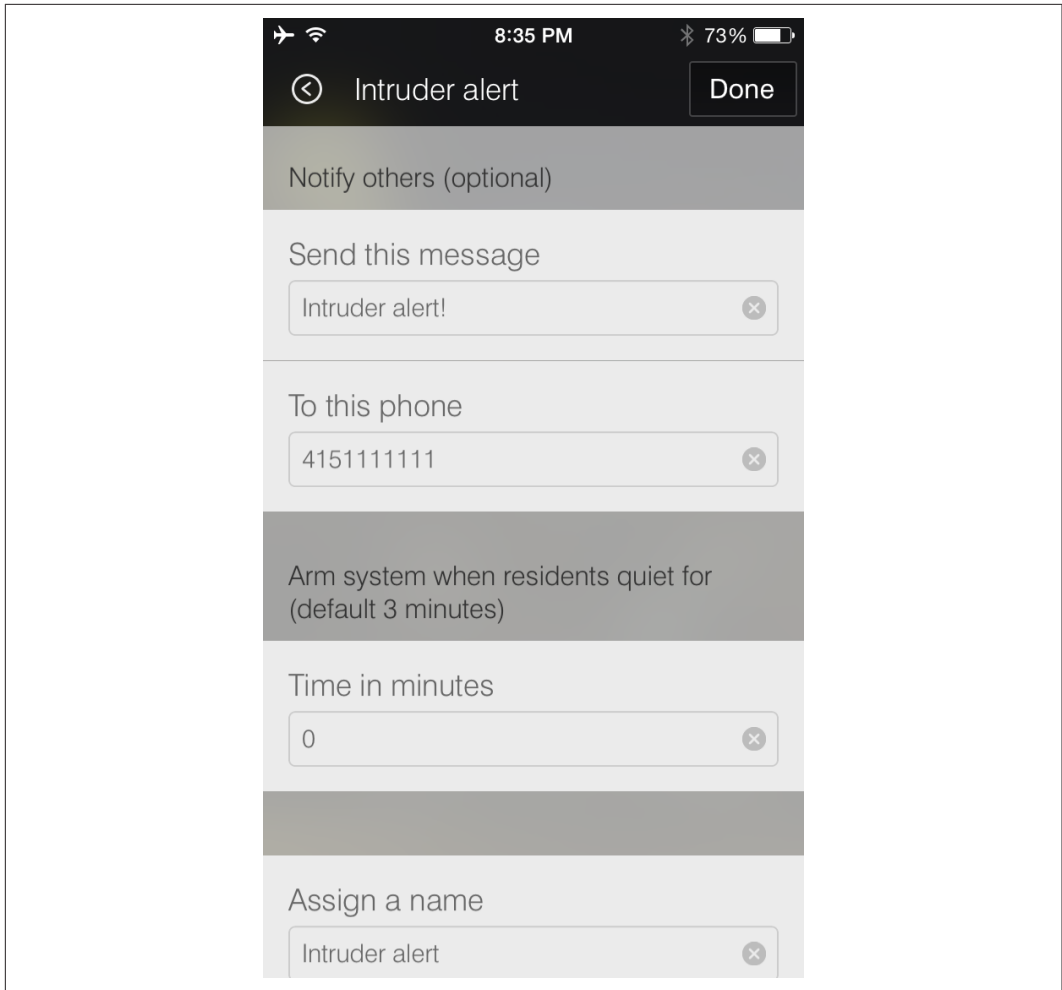 8:35 PM
73%
Intruder alert
Done
Notify others (optional)
Send this message
Intruder alert!
To this phone
4151111111
Arm system when residents quiet for
(default 3 minutes)
Time in minutes
0
Assign a name
Intruder alert